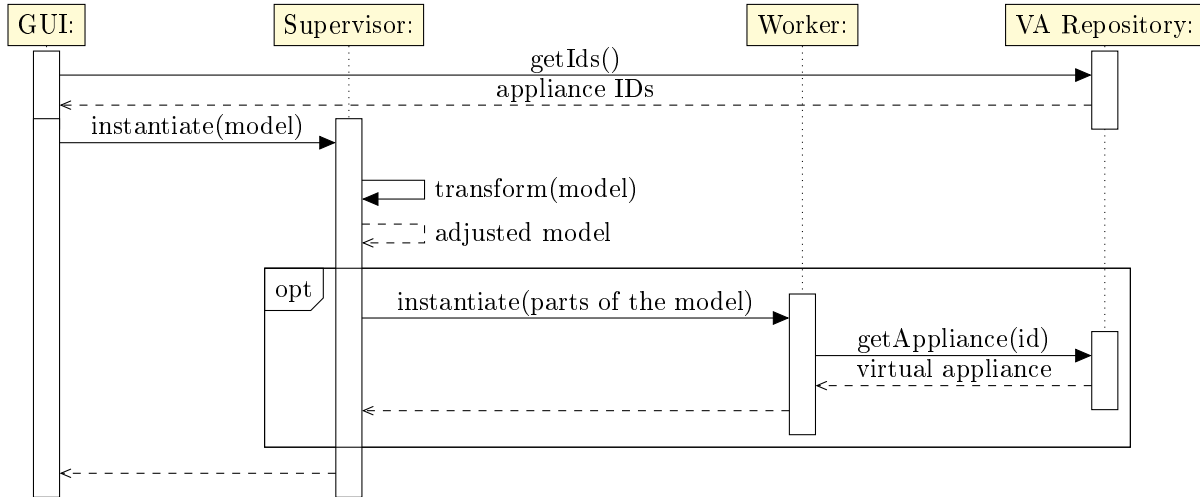 GUI:
Supervisor:
Worker:
VA Repository:
getIds()
appliance IDs
instantiate(model)
transform(model)
adjusted model
opt
instantiate(parts of the model)
getAppliance(id)
virtual appliance